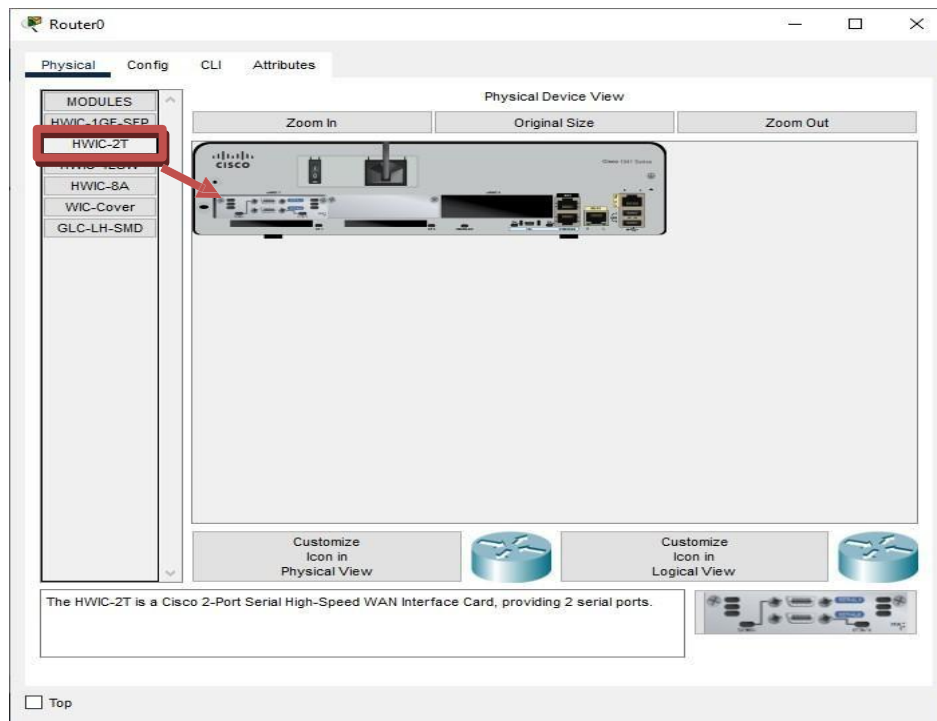 Router0
Physical Config CLI Attributes
MODULES
HWIC-1GE-SFP
HWIC-2T
HWIC-8A
WIC-Cover
GLC-LH-SMD
Physical Device View
Zoom In Original Size Zoom Out
CISCO
Customize
Icon in
Physical View
Customize
Icon in
Logical View
The HWIC-2T is a Cisco 2-Port Serial High-Speed WAN Interface Card, providing 2 serial ports.
Top